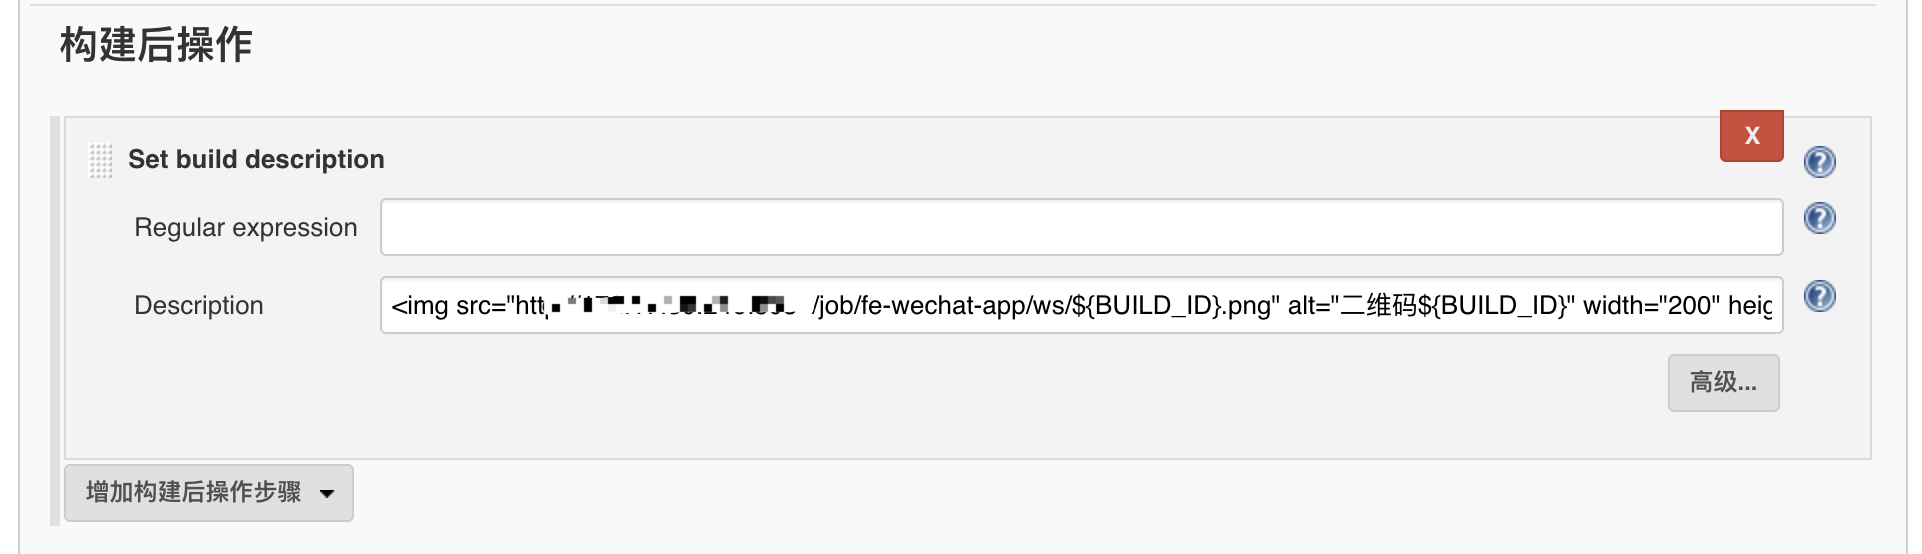 构建后操作
X
Set build description
Regular expression
Description
<img src="htt /job/fe-wechat-app/ws/${BUILD_ID}.png" alt="二维码${BUILD_ID}" width="200" heig
高级...
增加构建后操作步骤